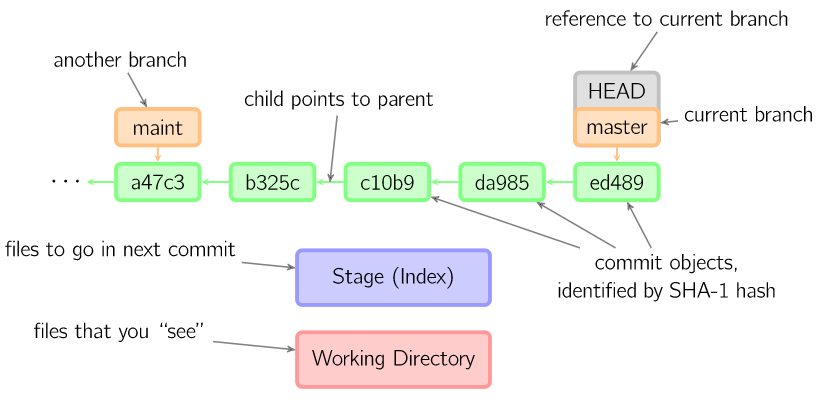 reference to current branch
another branch
HEAD
child points to parent
current branch
maint
master
··· a47c3 b325c c10b9 da985 ed489
files to go in next commit
Stage (Index)
commit objects,
identified by SHA-1 hash
files that you “see”
Working Directory